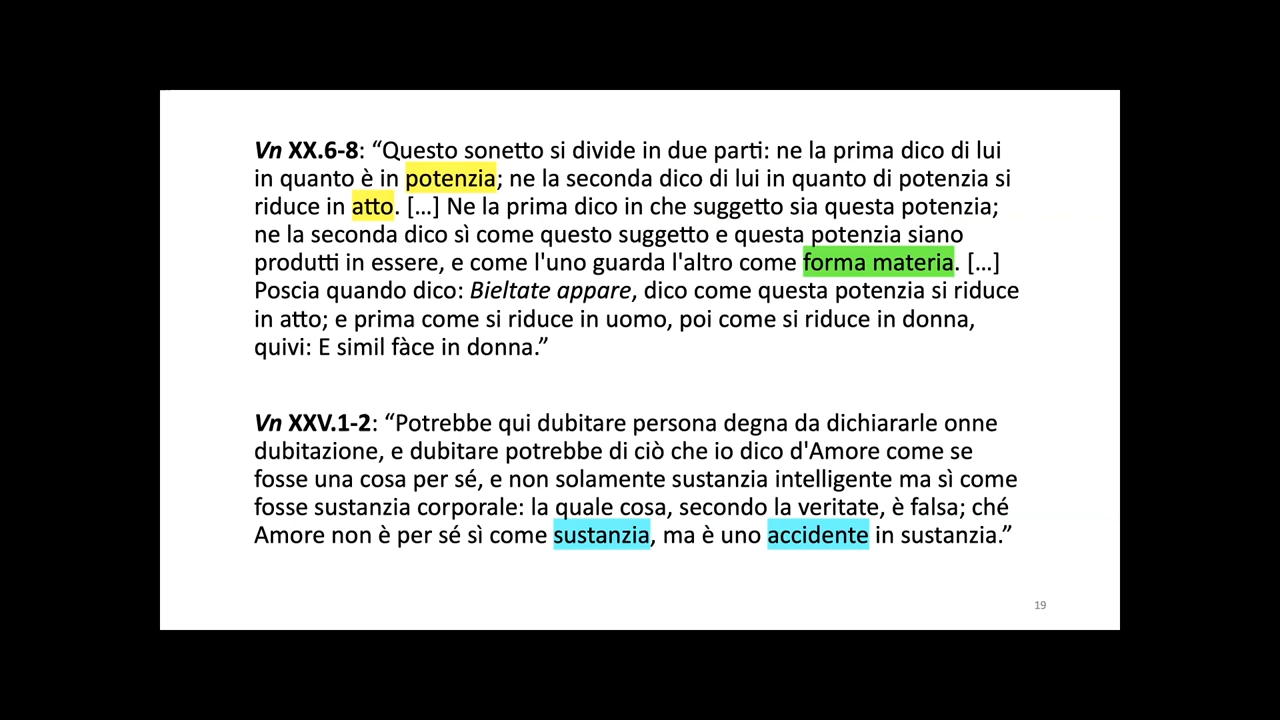 Vn XX.6-8: “Questo sonetto si divide in due parti: ne la prima dico di lui
in quanto è in potenzia; ne la seconda dico di lui in quanto di potenzia si
riduce in atto. […] Ne la prima dico in che suggetto sia questa potenzia;
ne la seconda dico sì come questo suggetto e questa potenzia siano
produtti in essere, e come l'uno guarda l'altro come forma materia. […]
Poscia quando dico: Bieltate appare, dico come questa potenzia si riduce
in atto; e prima come si riduce in uomo, poi come si riduce in donna,
quivi: E simil fàce in donna.”
Vn XXV.1-2: “Potrebbe qui dubitare persona degna da dichiararle onne
dubitazione, e dubitare potrebbe di ciò che io dico d'Amore come se
fosse una cosa per sé, e non solamente sustanzia intelligente ma sì come
fosse sustanzia corporale: la quale cosa, secondo la veritate, è falsa; ché
Amore non è per sé sì come sustanzia, ma è uno accidente in sustanzia.”
19